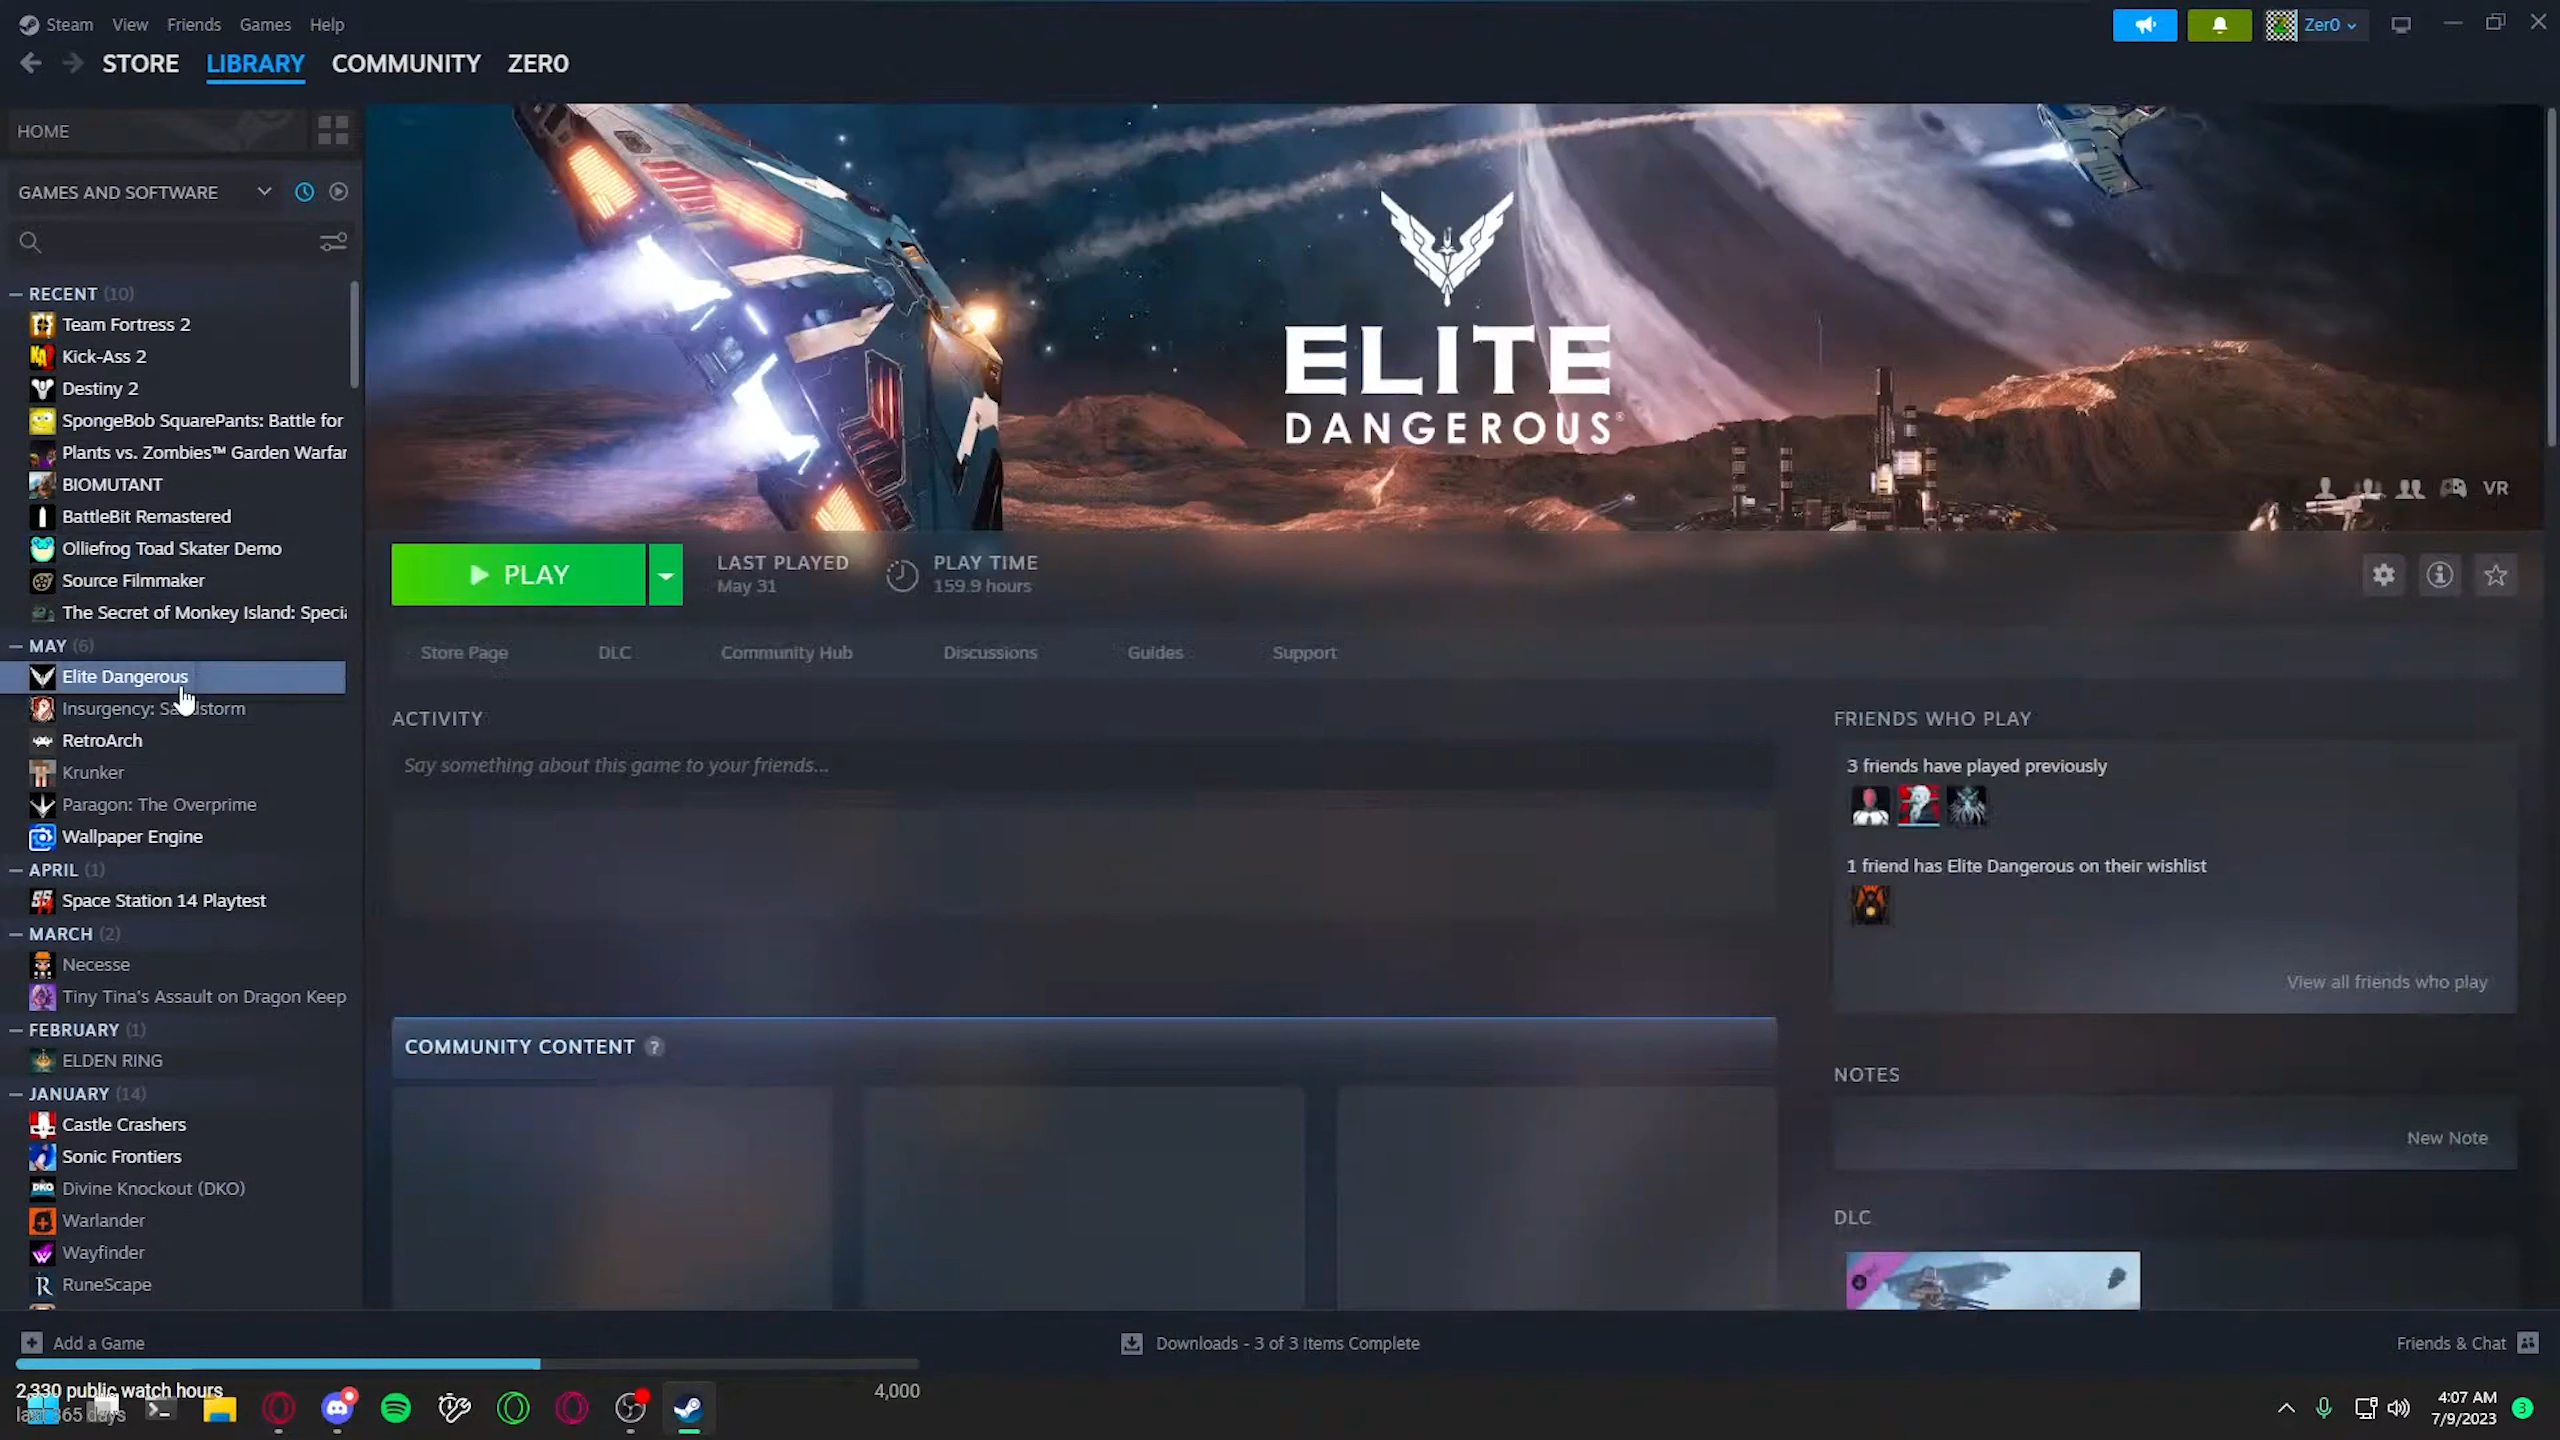 Steam View Friends Games Help
Zer0
STORE LIBRARY COMMUNITY ZER0
HOME
GAMES AND SOFTWARE
RECENT (10)
Team Fortress 2
Kick-Ass 2
Destiny 2
SpongeBob SquarePants: Battle for
Plants vs. Zombies™ Garden Warfar
BIOMUTANT
BattleBit Remastered
Olliefrog Toad Skater Demo
Source Filmmaker
The Secret of Monkey Island: Specia
MAY (6)
Elite Dangerous
Insurgency: Sandstorm
RetroArch
Krunker
Paragon: The Overprime
Wallpaper Engine
APRIL (1)
Space Station 14 Playtest
MARCH (2)
Necesse
Tiny Tina's Assault on Dragon Keep
FEBRUARY (1)
ELDEN RING
JANUARY (14)
Castle Crashers
Sonic Frontiers
Divine Knockout (DKO)
Warlander
Wayfinder
RuneScape
ELITE
DANGEROUS®
VR
PLAY
LAST PLAYED
May 31
PLAY TIME
159.9 hours
Store Page DLC Community Hub Discussions Guides Support
ACTIVITY
Say something about this game to your friends...
COMMUNITY CONTENT ?
FRIENDS WHO PLAY
3 friends have played previously
1 friend has Elite Dangerous on their wishlist
View all friends who play
NOTES
New Note
DLC
Add a Game
Downloads - 3 of 3 Items Complete
Friends & Chat
2,330 public watch hours
last 365 days
4,000
4:07 AM
7/9/2023
3